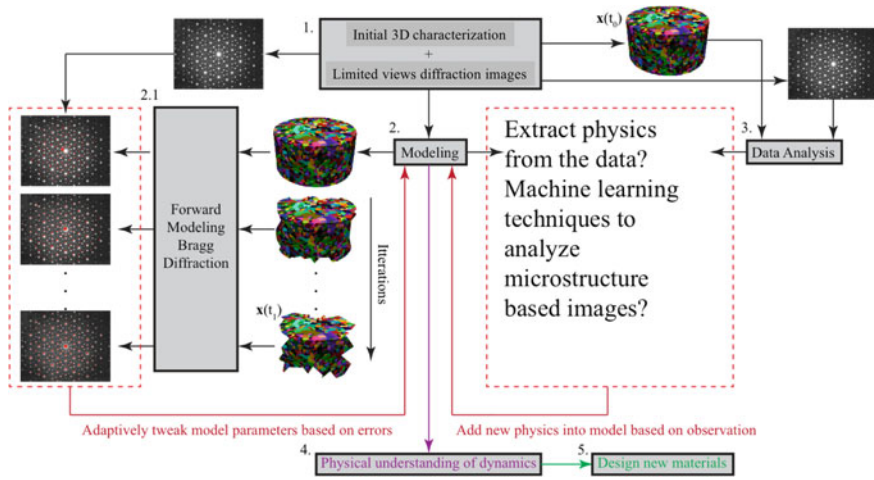 1.
Initial 3D characterization
+
Limited views diffraction images
x(t0)
2.1
2.
Modeling
3.
Data Analysis
Forward
Modeling
Bragg
Diffraction
Itterations
x(t1)
Extract physics
from the data?
Machine learning
techniques to
analyze
microstructure
based images?
Adaptively tweak model parameters based on errors
Add new physics into model based on observation
4.
Physical understanding of dynamics
5.
Design new materials